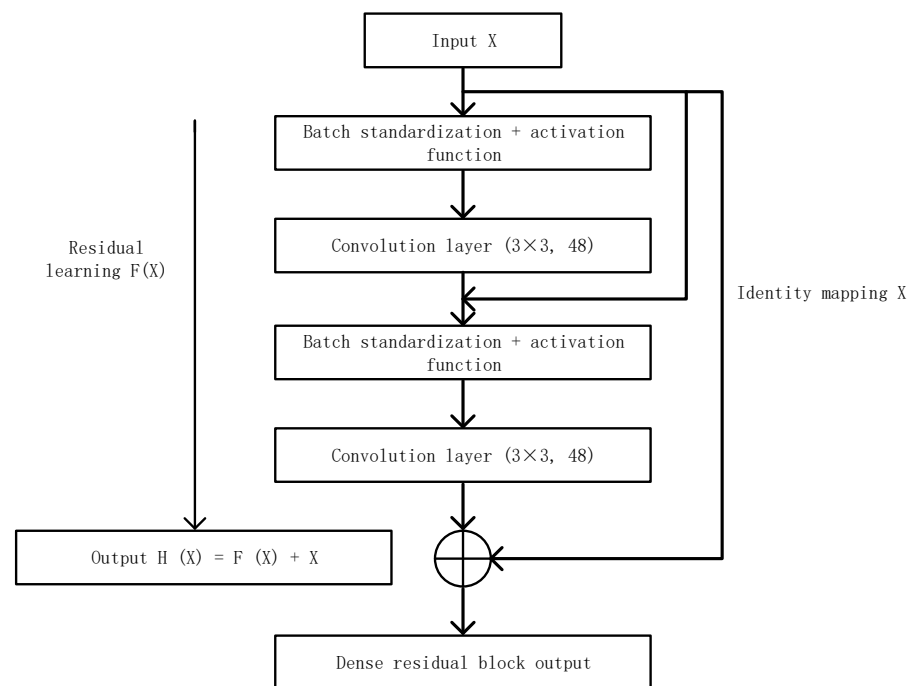 Input X
Batch standardization + activation
function
Convolution layer (3×3, 48)
Residual
learning F(X)
Identity mapping X
Batch standardization + activation
function
Convolution layer (3×3, 48)
Output H (X) = F (X) + X
Dense residual block output